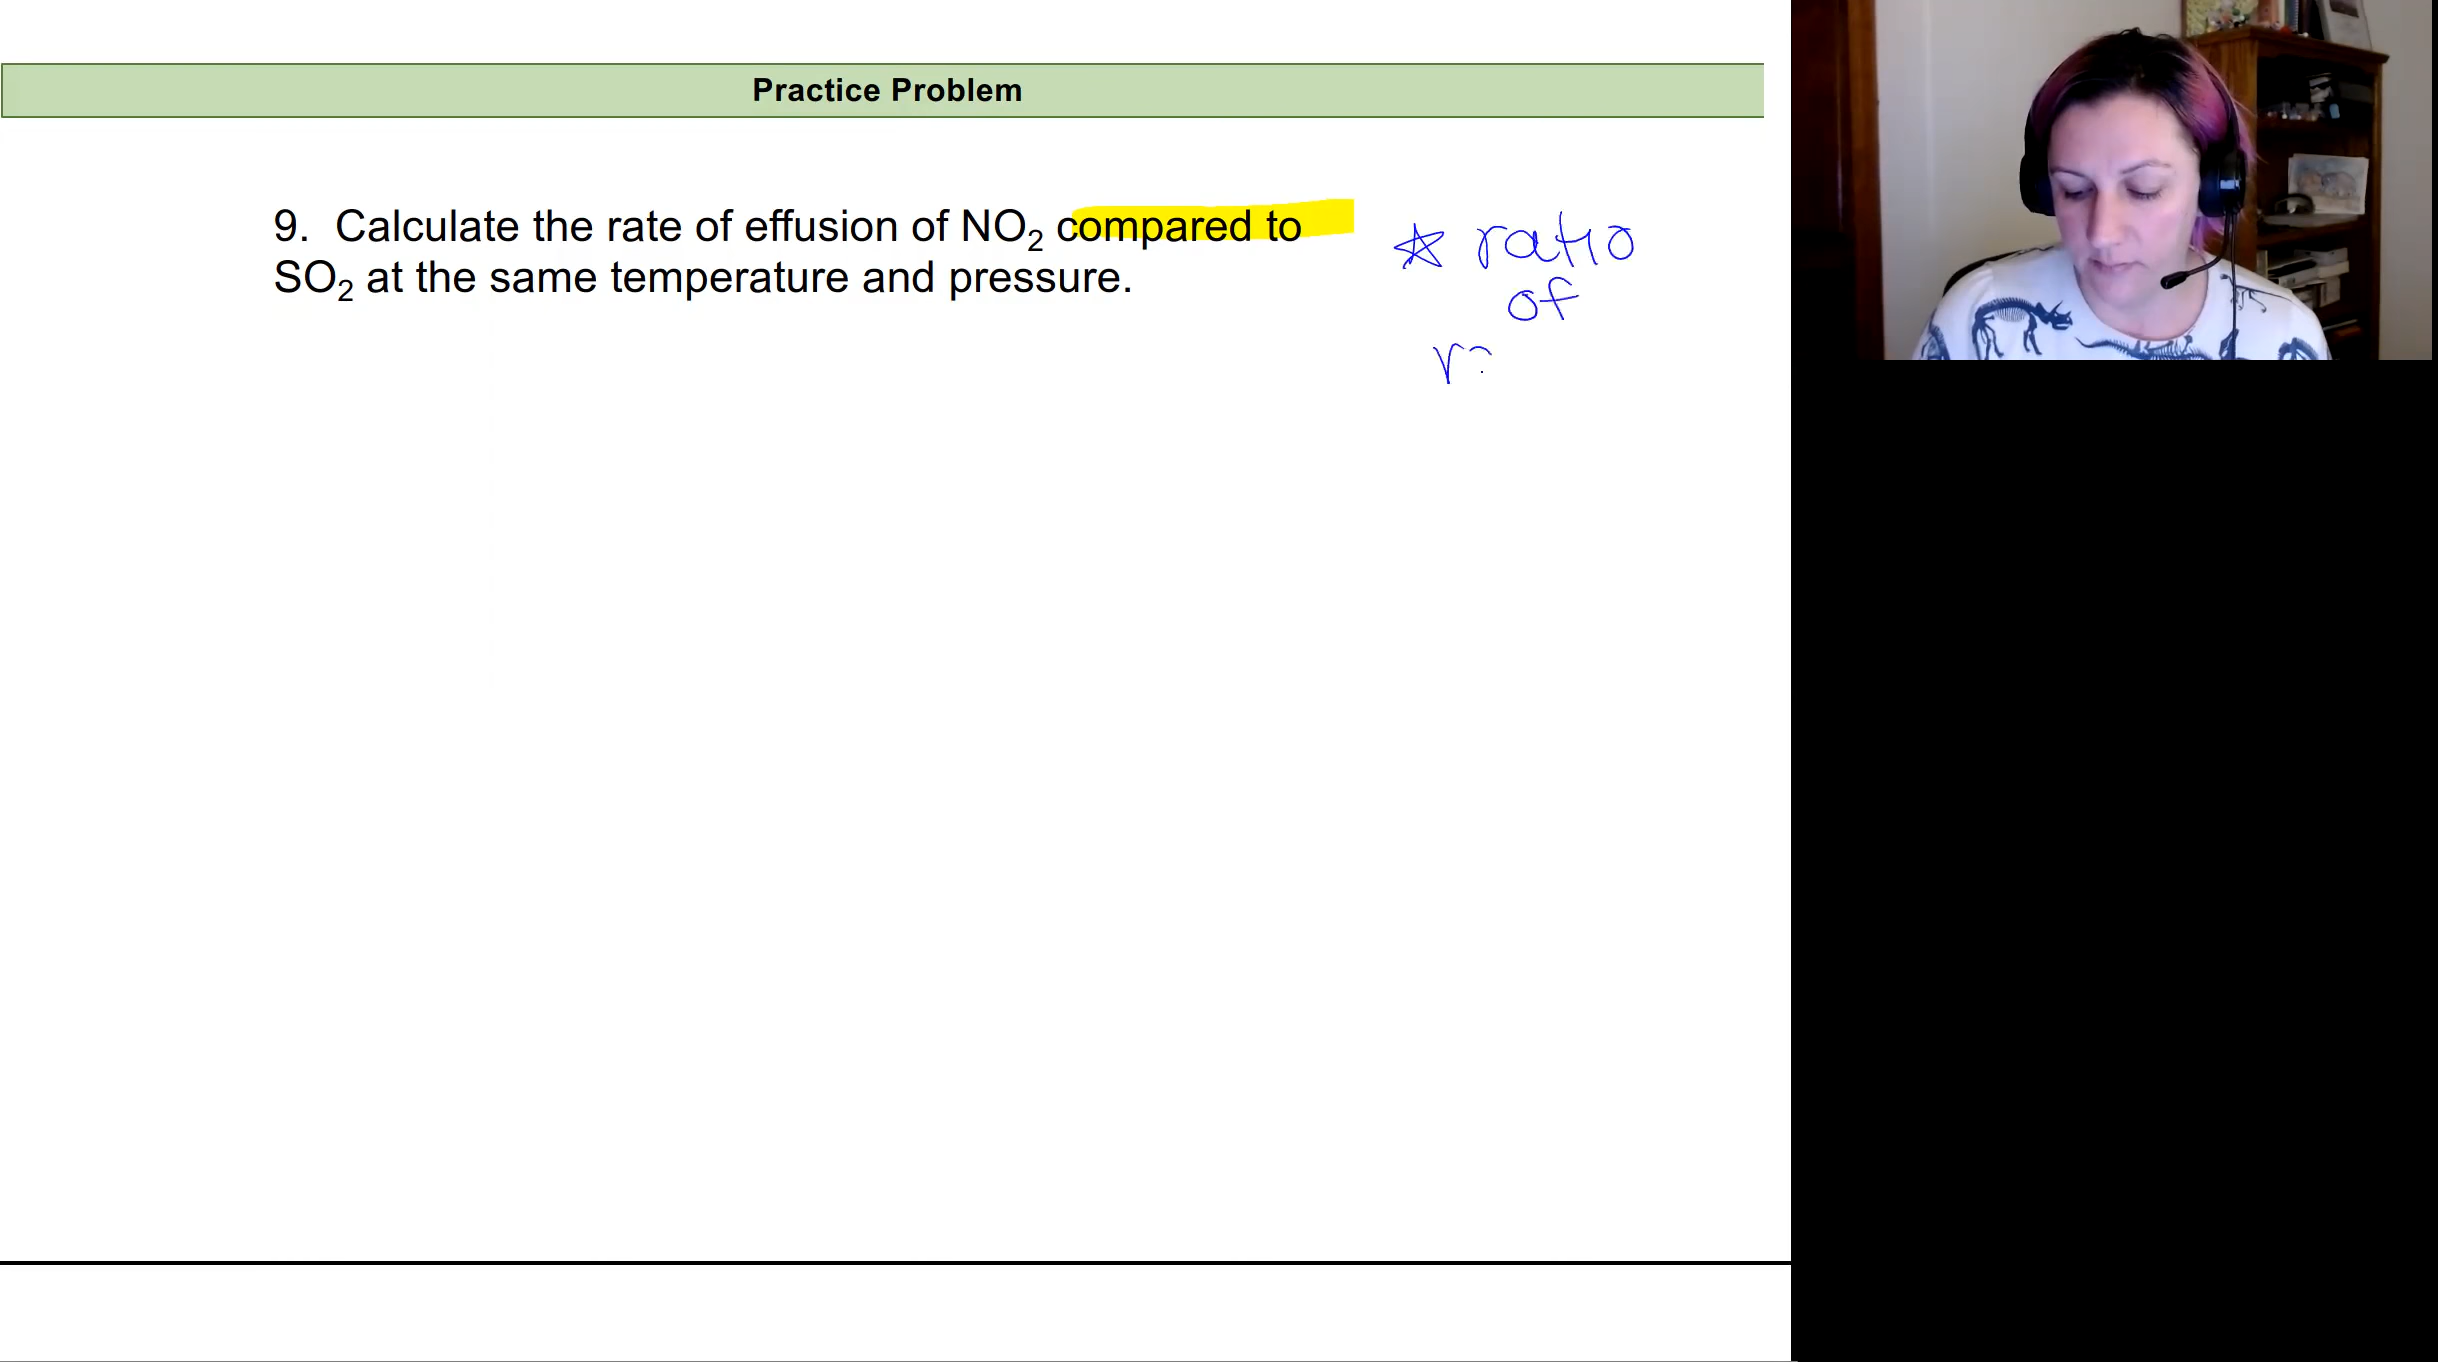 Practice Problem
9. Calculate the rate of effusion of NO₂ compared to
SO₂ at the same temperature and pressure.
☆ ratio
of